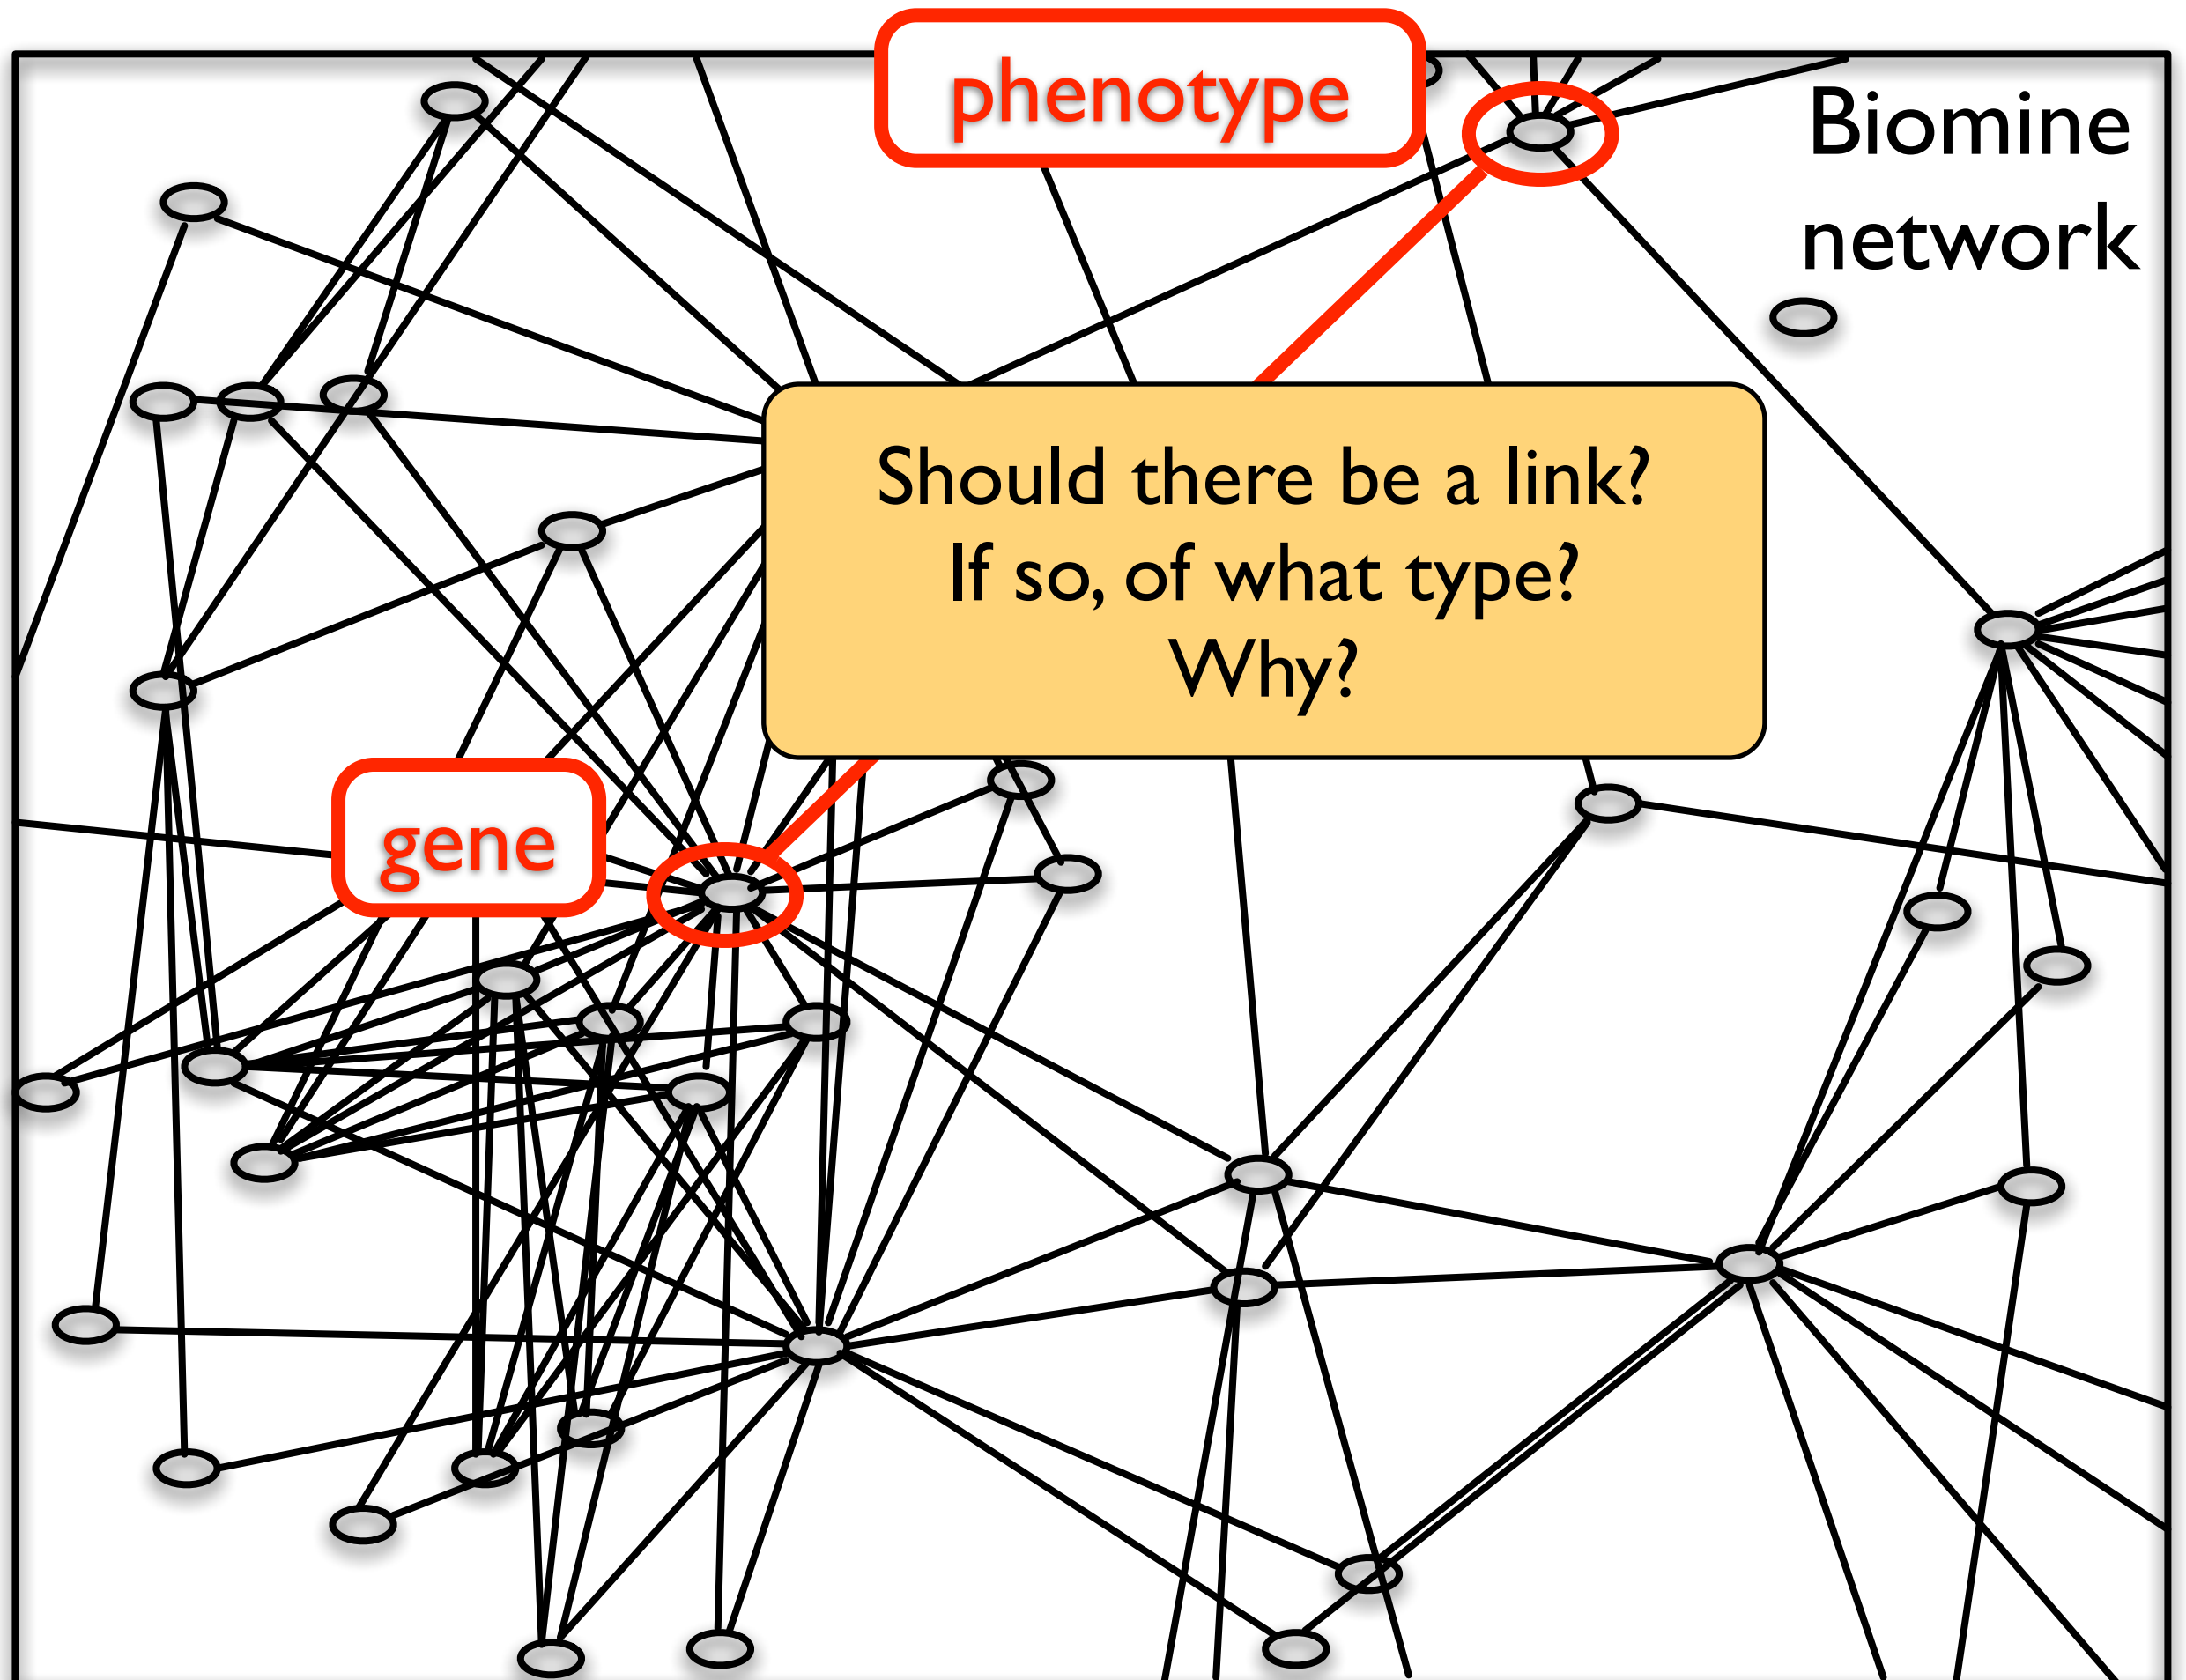 phenotype
Biomine
network
Should there be a link?
If so, of what type?
Why?
gene